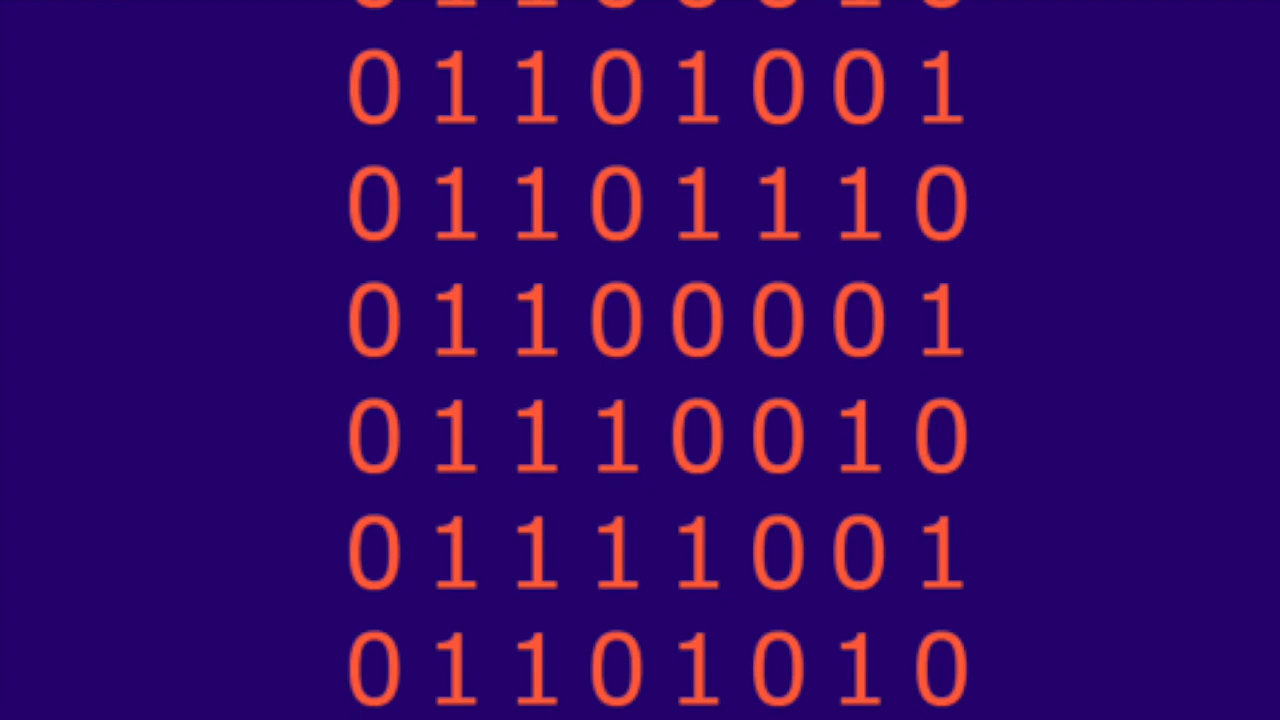 0 1 1 0 1 0 0 1
0 1 1 0 1 1 1 0
0 1 1 0 0 0 0 1
0 1 1 1 0 0 1 0
0 1 1 1 1 0 0 1
0 1 1 0 1 0 1 0